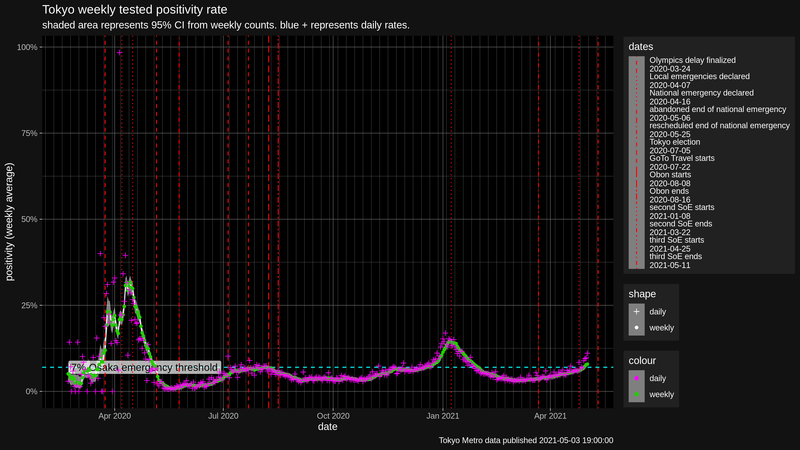 Tokyo weekly tested positivity rate
shaded area represents 95% CI from weekly counts. blue + represents daily rates.
100%
75%
50%
25%
0%
positivity (weekly average)
7% Osaka emergency threshold
Apr 2020
Jul 2020
Oct 2020
Jan 2021
Apr 2021
date
dates
Olympics delay finalized
2020-03-24
Local emergencies declared
2020-04-07
National emergency declared
2020-04-16
abandoned end of national emergency
2020-05-06
rescheduled end of national emergency
2020-05-25
Tokyo election
2020-07-05
GoTo Travel starts
2020-07-22
Obon starts
2020-08-08
Obon ends
2020-08-16
second SoE starts
2021-01-08
second SoE ends
2021-03-22
third SoE starts
2021-04-25
third SoE ends
2021-05-11
shape
daily
weekly
colour
daily
weekly
Tokyo Metro data published 2021-05-03 19:00:00